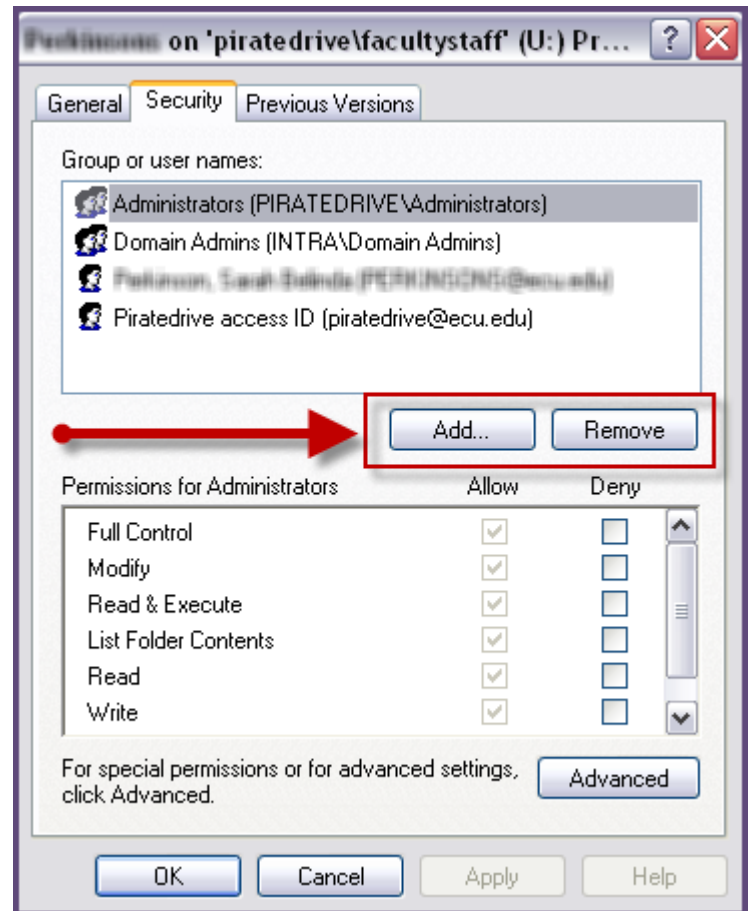 on 'piratedrive\facultystaff' (U:) Pr...
General Security Previous Versions
Group or user names:
Administrators (PIRATEDRIVE\Administrators)
Domain Admins (INTRA\Domain Admins)
Piratedrive access ID (piratedrive@ecu.edu)
Add... Remove
Permissions for Administrators Allow Deny
Full Control
Modify
Read & Execute
List Folder Contents
Read
Write
For special permissions or for advanced settings,
click Advanced.
Advanced
OK Cancel Apply Help